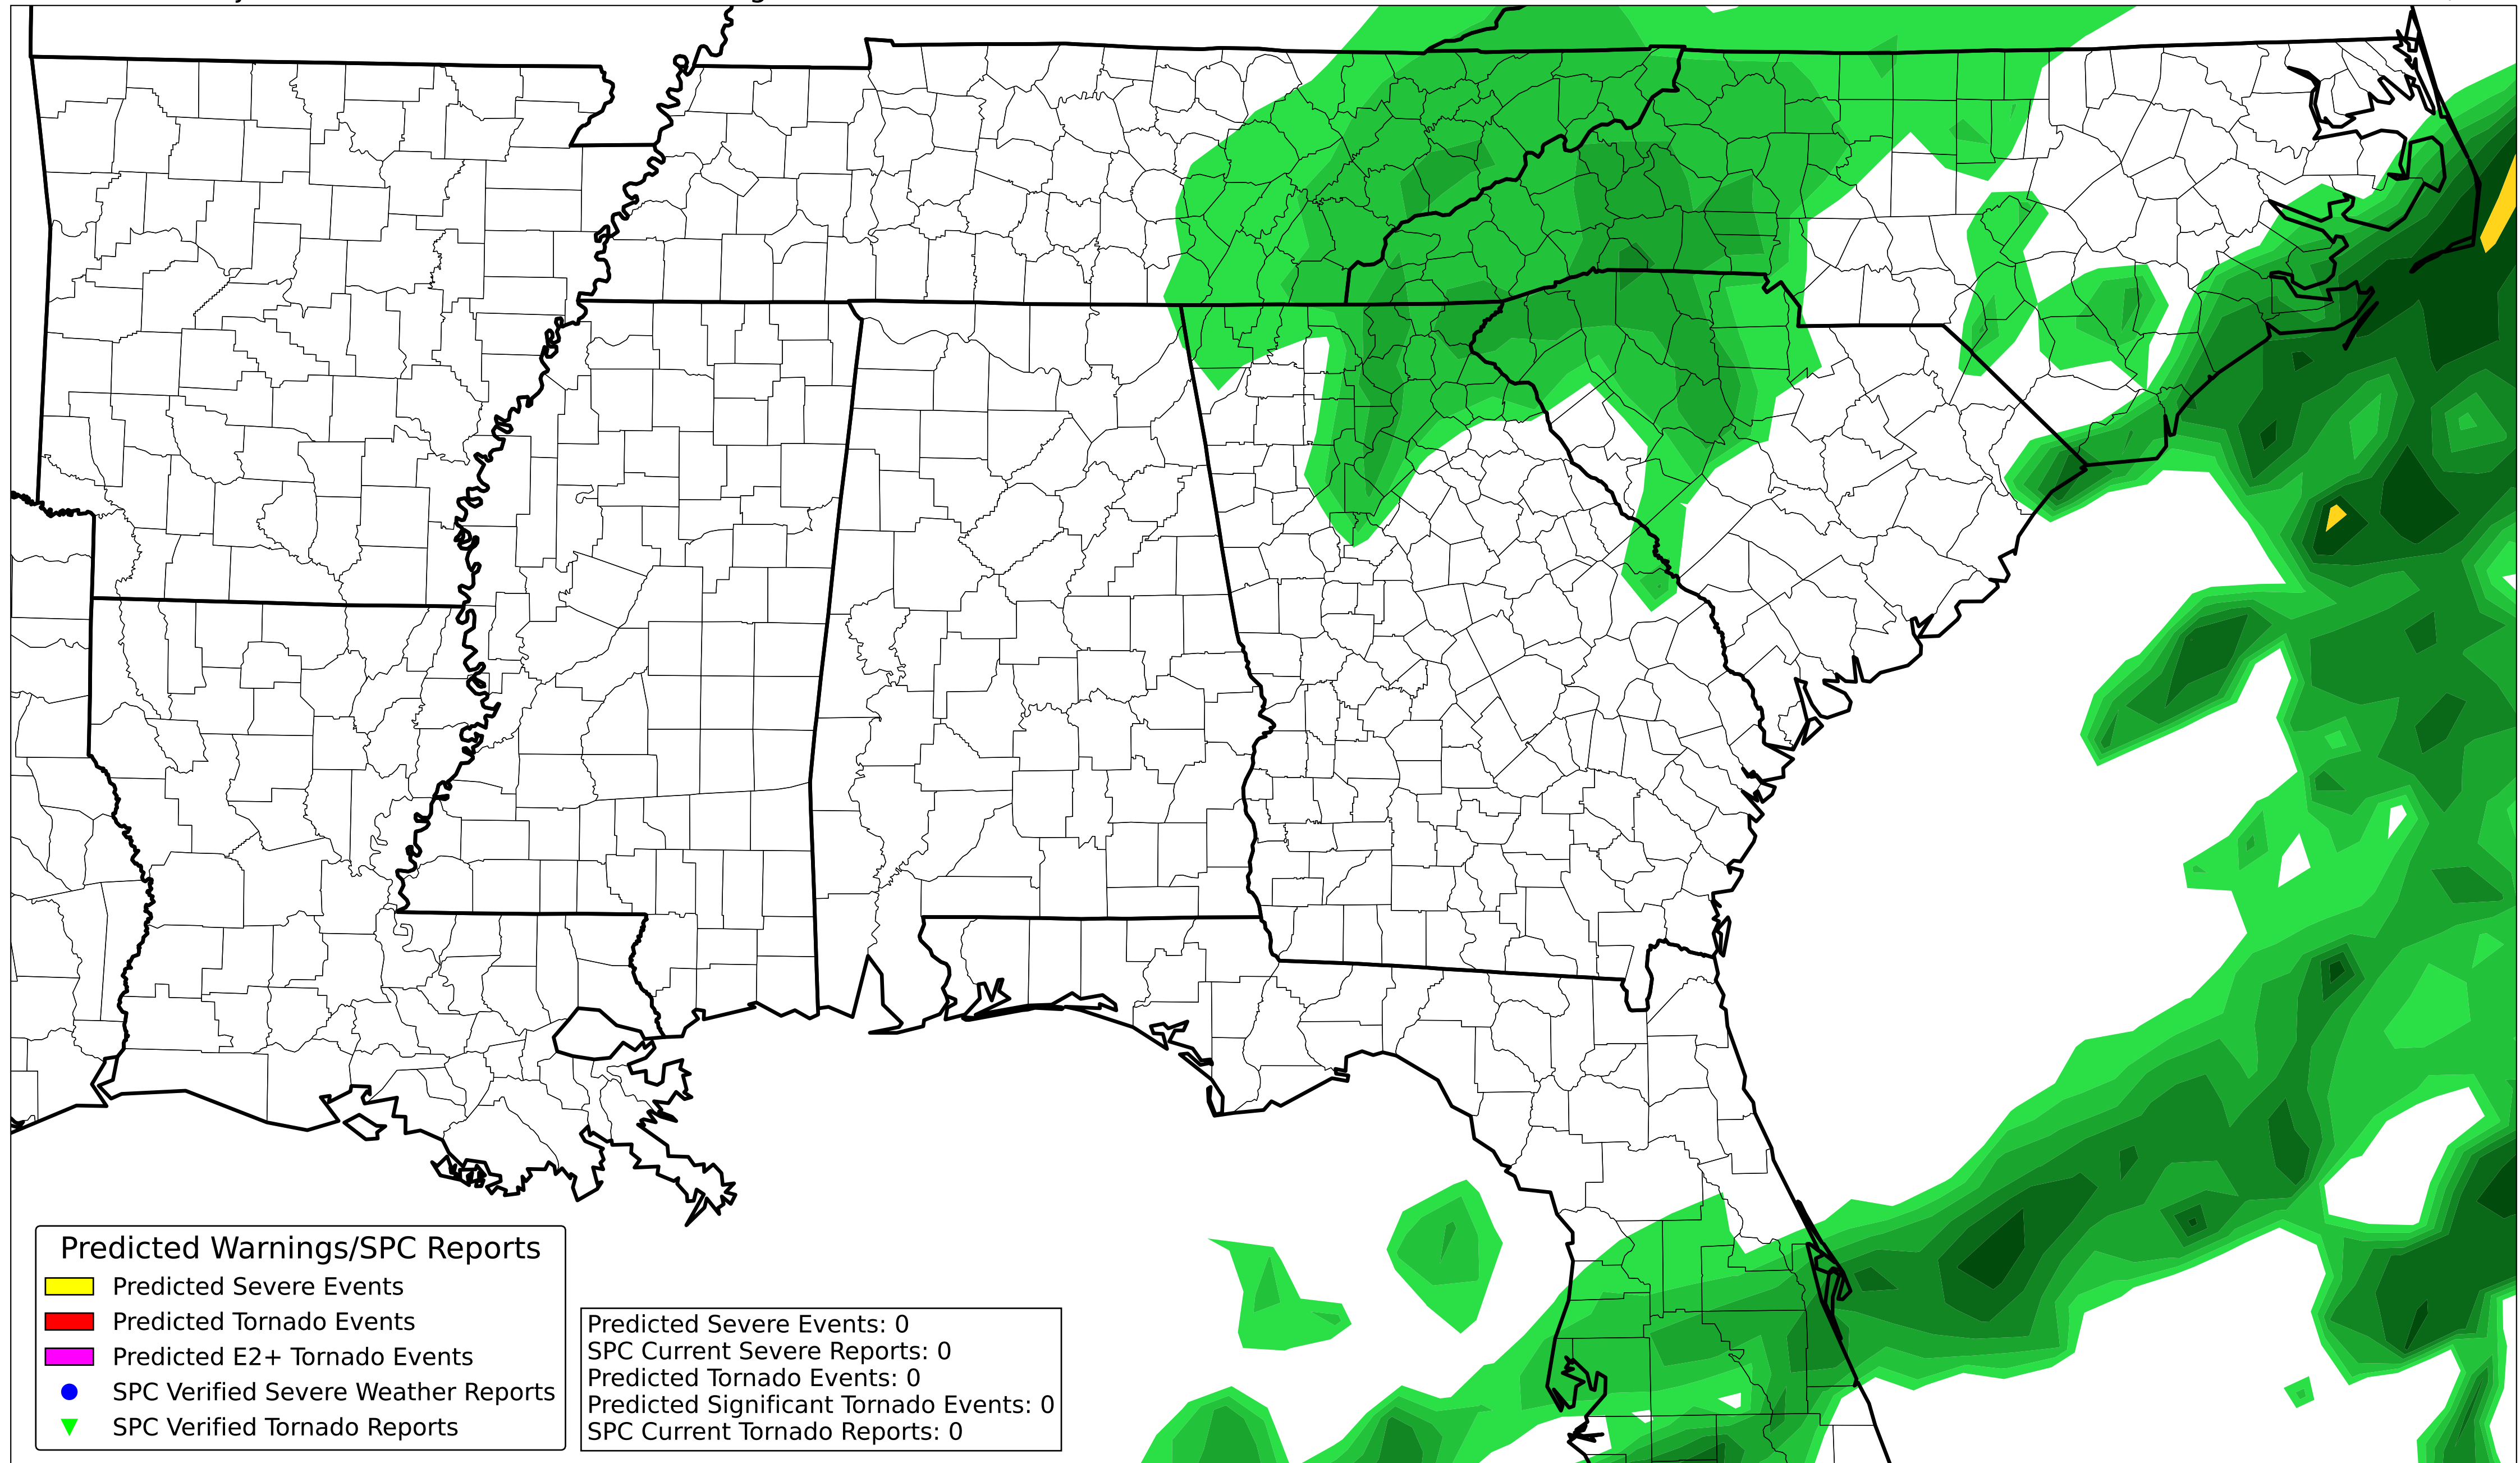 Predicted Warnings/SPC Reports
Predicted Severe Events
Predicted Tornado Events
Predicted E2+ Tornado Events
SPC Verified Severe Weather Reports
SPC Verified Tornado Reports
Predicted Severe Events: 0
SPC Current Severe Reports: 0
Predicted Tornado Events: 0
Predicted Significant Tornado Events: 0
SPC Current Tornado Reports: 0